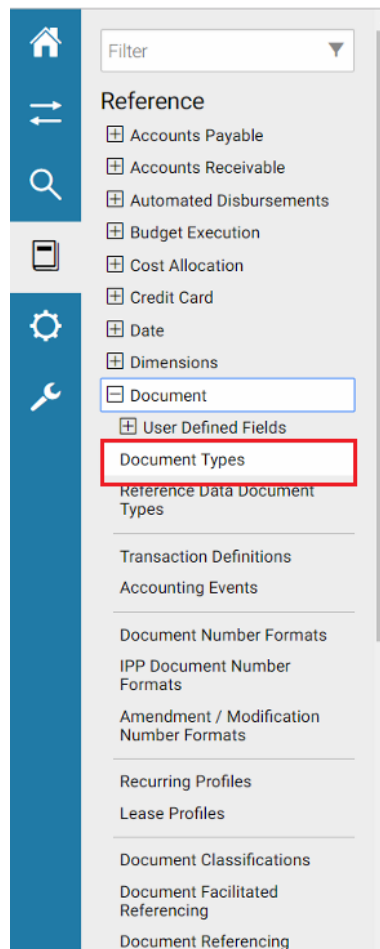 Filter
Reference
Accounts Payable
Accounts Receivable
Automated Disbursements
Budget Execution
Cost Allocation
Credit Card
Date
Dimensions
Document
User Defined Fields
Document Types
Reference Data Document
Types
Transaction Definitions
Accounting Events
Document Number Formats
IPP Document Number
Formats
Amendment / Modification
Number Formats
Recurring Profiles
Lease Profiles
Document Classifications
Document Facilitated
Referencing
Document Referencing